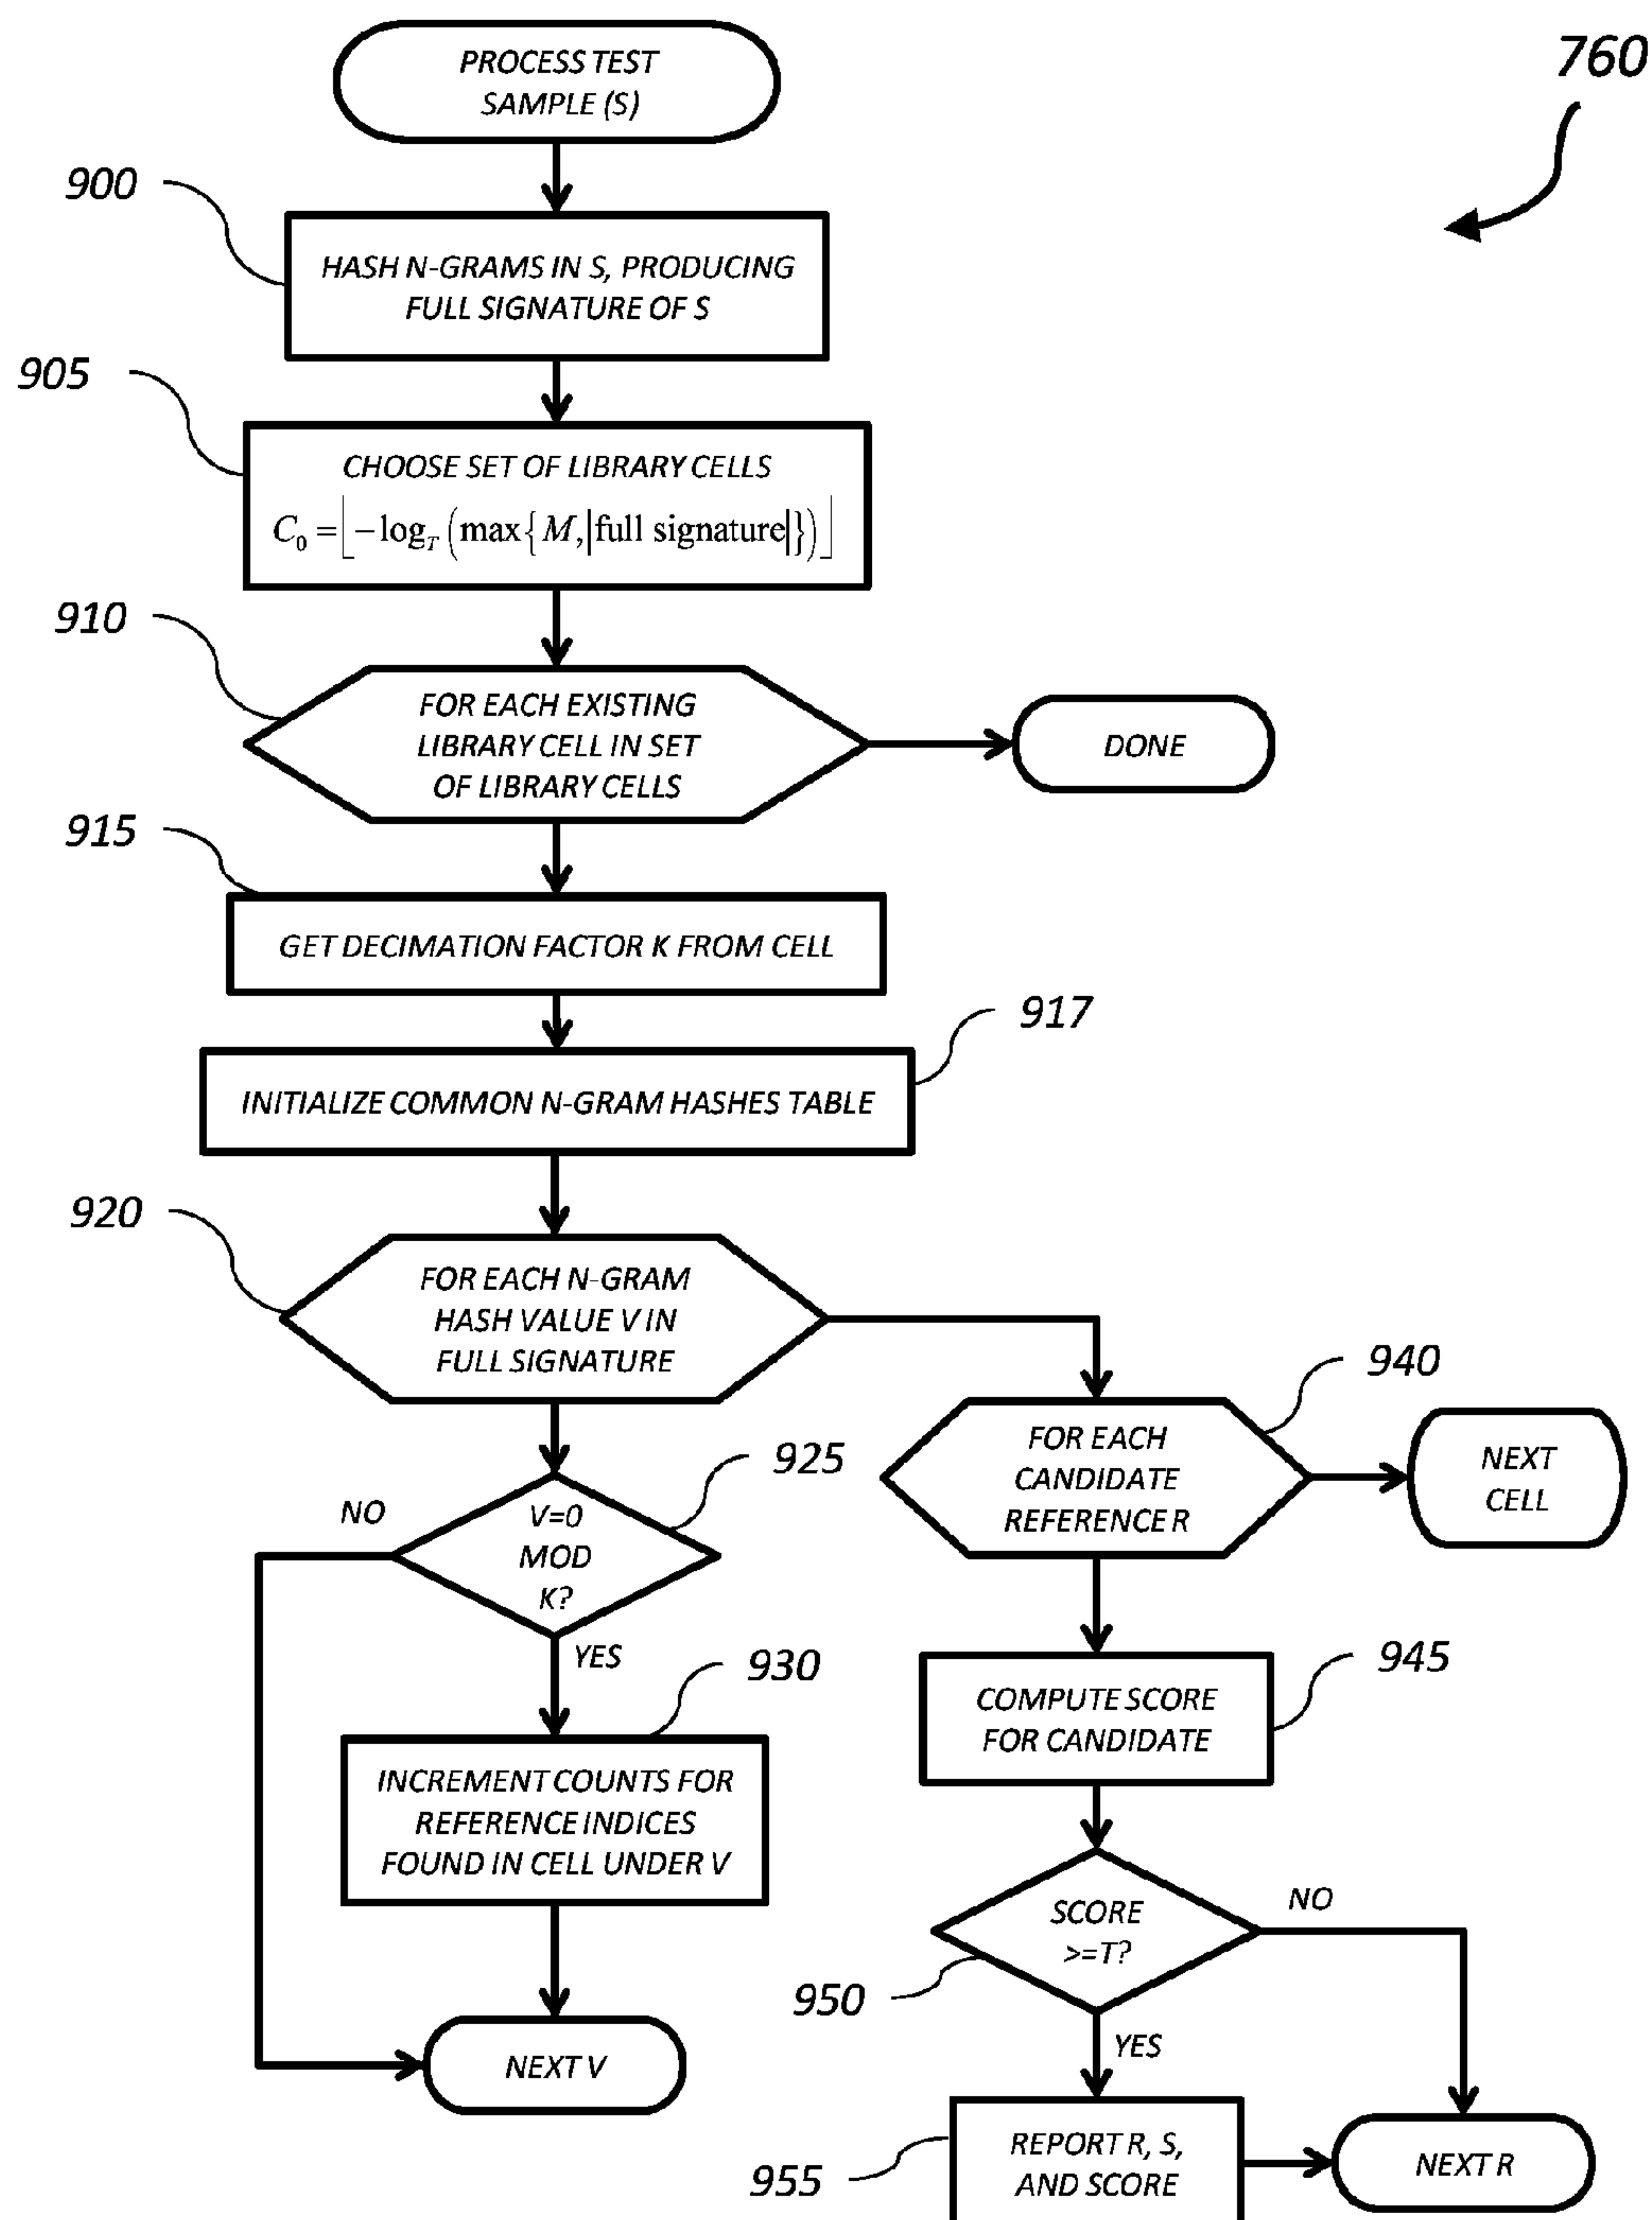 760
PROCESS TEST
SAMPLE (S)
900
HASH N-GRAMS IN S, PRODUCING
FULL SIGNATURE OF S
905
CHOOSE SET OF LIBRARY CELLS
C₀ = ⌊−log_T (max{M,|full signature|})⌋
910
FOR EACH EXISTING
LIBRARY CELL IN SET
OF LIBRARY CELLS
DONE
915
GET DECIMATION FACTOR K FROM CELL
917
INITIALIZE COMMON N-GRAM HASHES TABLE
920
FOR EACH N-GRAM
HASH VALUE V IN
FULL SIGNATURE
925
V=0
MOD
K?
NO
YES
930
INCREMENT COUNTS FOR
REFERENCE INDICES
FOUND IN CELL UNDER V
NEXT V
940
FOR EACH
CANDIDATE
REFERENCE R
NEXT
CELL
945
COMPUTE SCORE
FOR CANDIDATE
950
SCORE
>=T?
NO
YES
955
REPORT R, S,
AND SCORE
NEXT R